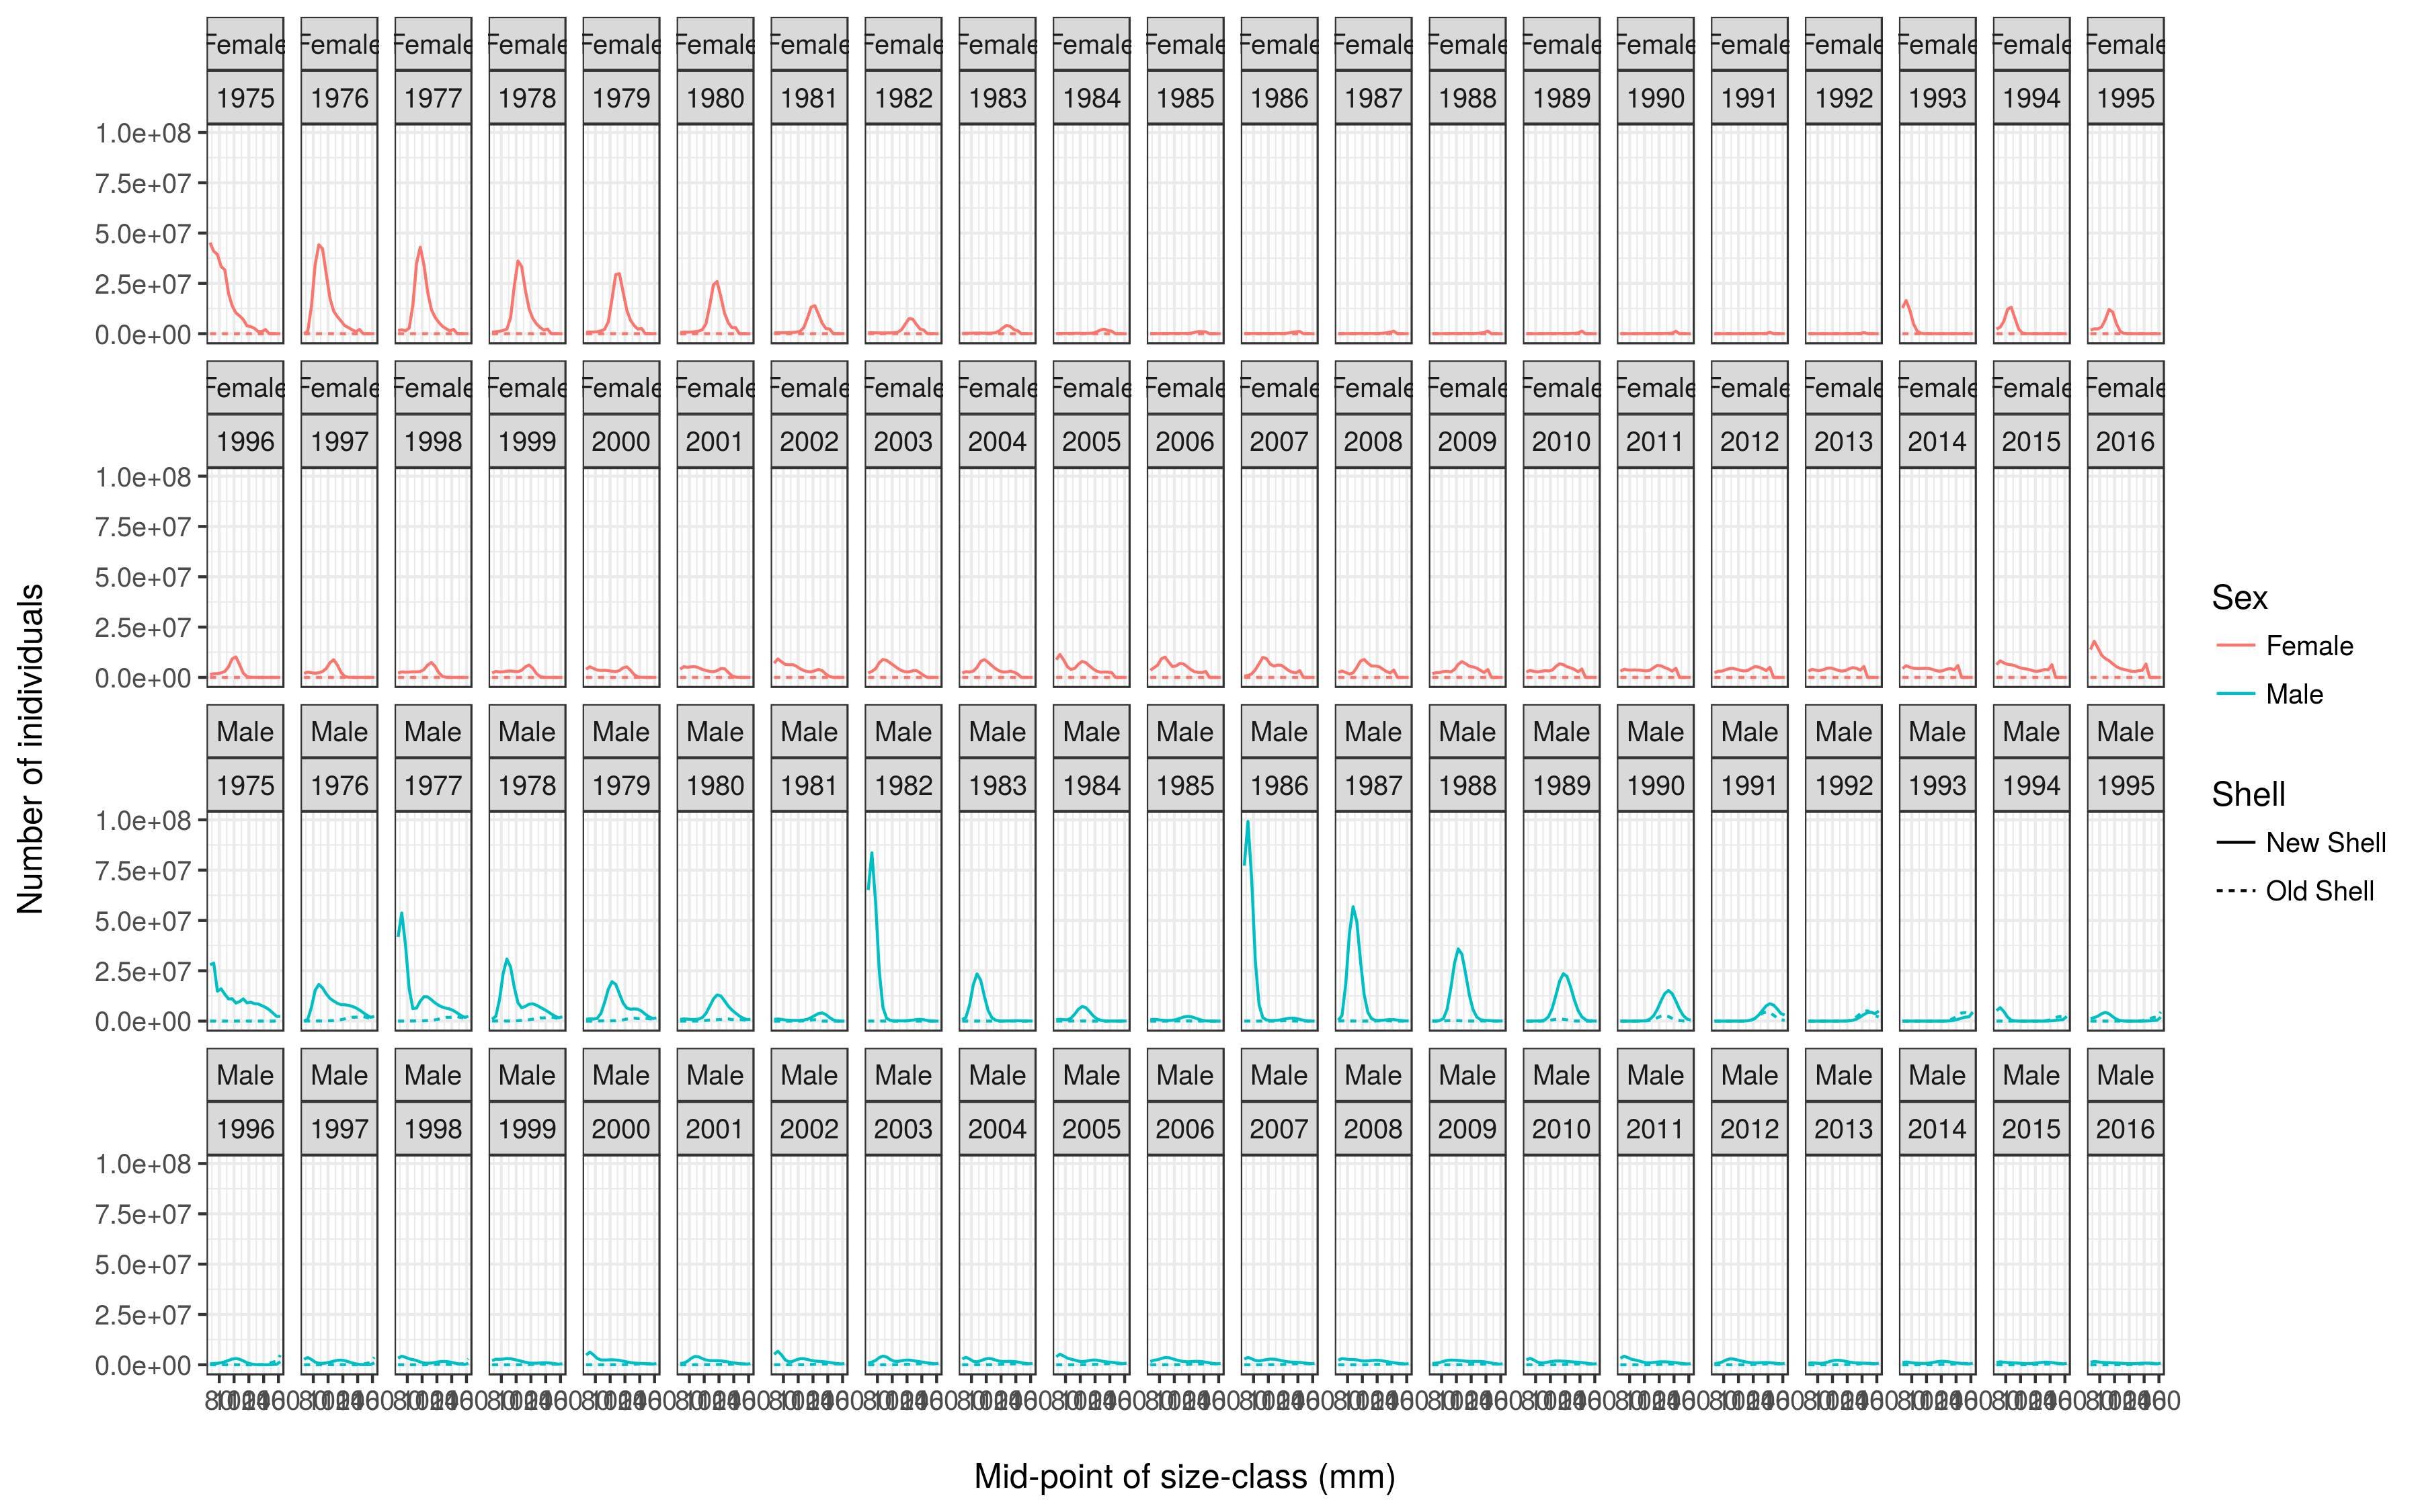 Female Female Female Female Female Female Female Female Female Female Female Female Female Female Female Female Female Female Female Female Female
1975 1976 1977 1978 1979 1980 1981 1982 1983 1984 1985 1986 1987 1988 1989 1990 1991 1992 1993 1994 1995
1.0e+08
7.5e+07
5.0e+07
2.5e+07
0.0e+00
Female Female Female Female Female Female Female Female Female Female Female Female Female Female Female Female Female Female Female Female Female
1996 1997 1998 1999 2000 2001 2002 2003 2004 2005 2006 2007 2008 2009 2010 2011 2012 2013 2014 2015 2016
1.0e+08
7.5e+07
5.0e+07
2.5e+07
0.0e+00
Male Male Male Male Male Male Male Male Male Male Male Male Male Male Male Male Male Male Male Male Male
1975 1976 1977 1978 1979 1980 1981 1982 1983 1984 1985 1986 1987 1988 1989 1990 1991 1992 1993 1994 1995
1.0e+08
7.5e+07
5.0e+07
2.5e+07
0.0e+00
Male Male Male Male Male Male Male Male Male Male Male Male Male Male Male Male Male Male Male Male Male
1996 1997 1998 1999 2000 2001 2002 2003 2004 2005 2006 2007 2008 2009 2010 2011 2012 2013 2014 2015 2016
1.0e+08
7.5e+07
5.0e+07
2.5e+07
0.0e+00
Number of inidividuals
Mid-point of size-class (mm)
Sex
Female
Male
Shell
New Shell
Old Shell